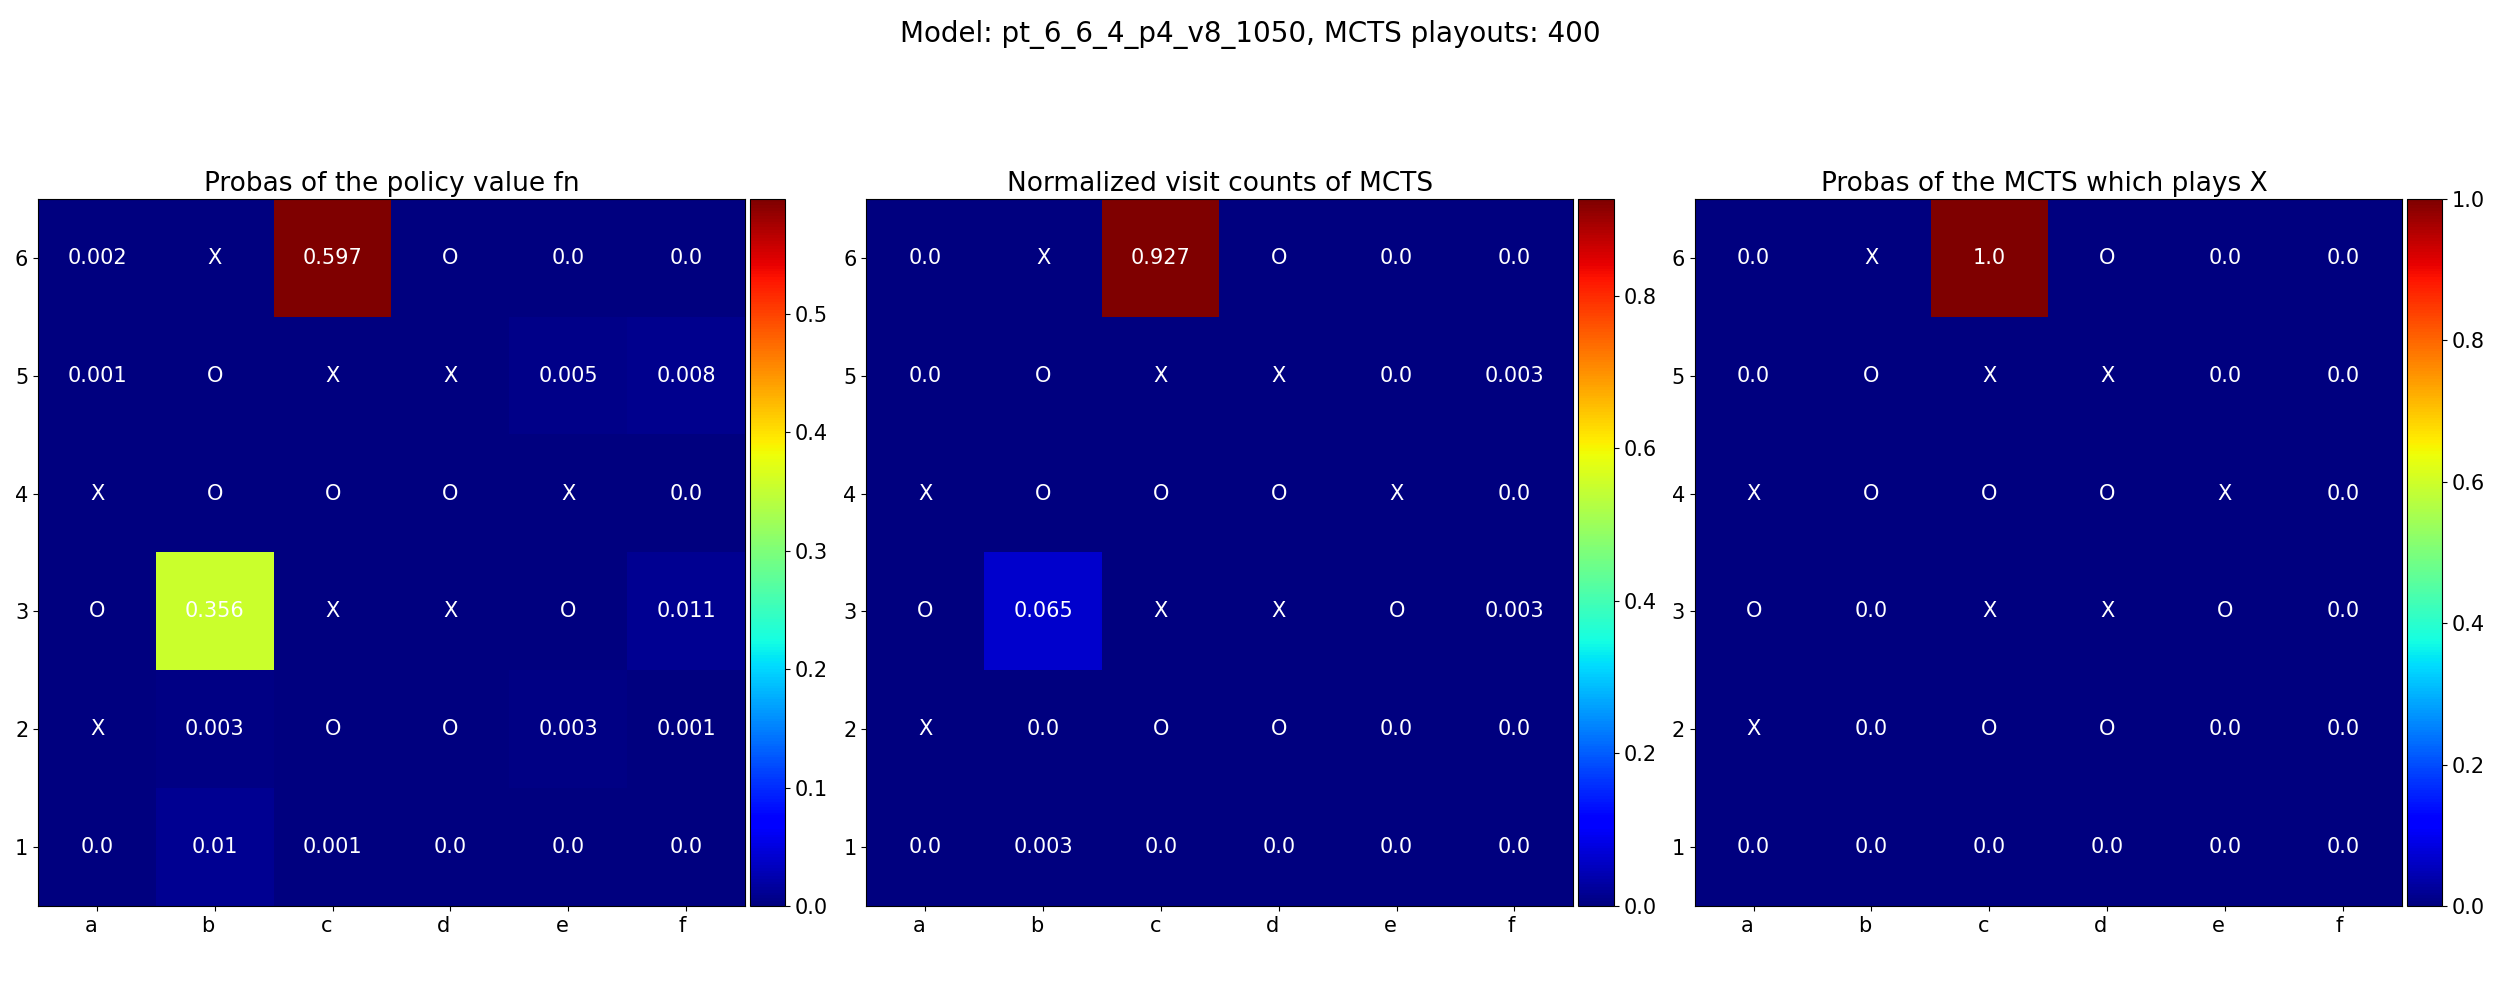 Model: pt_6_6_4_p4_v8_1050, MCTS playouts: 400
Probas of the policy value fn
6 0.002 X 0.597 O 0.0 0.0
5 0.001 O X X 0.005 0.008
4 X O O O X 0.0
3 O 0.356 X X O 0.011
2 X 0.003 O O 0.003 0.001
1 0.0 0.01 0.001 0.0 0.0 0.0
a b c d e f
0.5
0.4
0.3
0.2
0.1
0.0
Normalized visit counts of MCTS
6 0.0 X 0.927 O 0.0 0.0
5 0.0 O X X 0.0 0.003
4 X O O O X 0.0
3 O 0.065 X X O 0.003
2 X 0.0 O O 0.0 0.0
1 0.0 0.003 0.0 0.0 0.0 0.0
a b c d e f
0.8
0.6
0.4
0.2
0.0
Probas of the MCTS which plays X
6 0.0 X 1.0 O 0.0 0.0
5 0.0 O X X 0.0 0.0
4 X O O O X 0.0
3 O 0.0 X X O 0.0
2 X 0.0 O O 0.0 0.0
1 0.0 0.0 0.0 0.0 0.0 0.0
a b c d e f
1.0
0.8
0.6
0.4
0.2
0.0